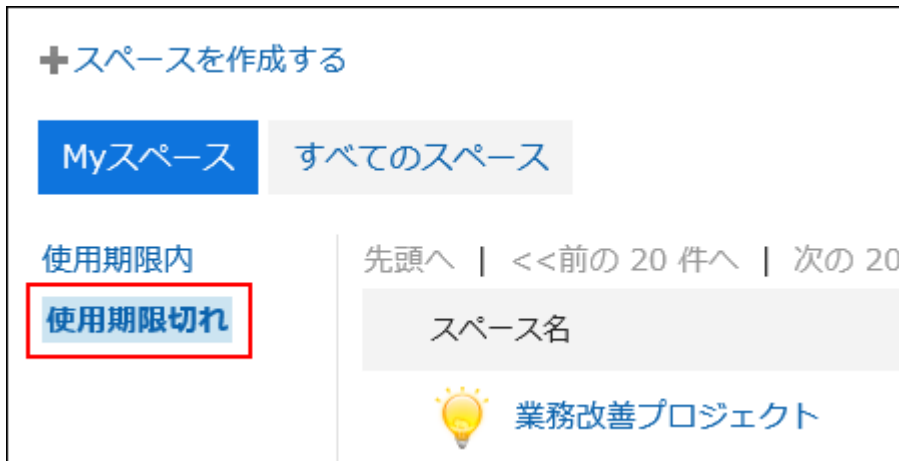 スペースを作成する
Myスペース すべてのスペース
使用期限内
使用期限切れ
先頭へ | <<前の 20 件へ | 次の 20
スペース名
業務改善プロジェクト